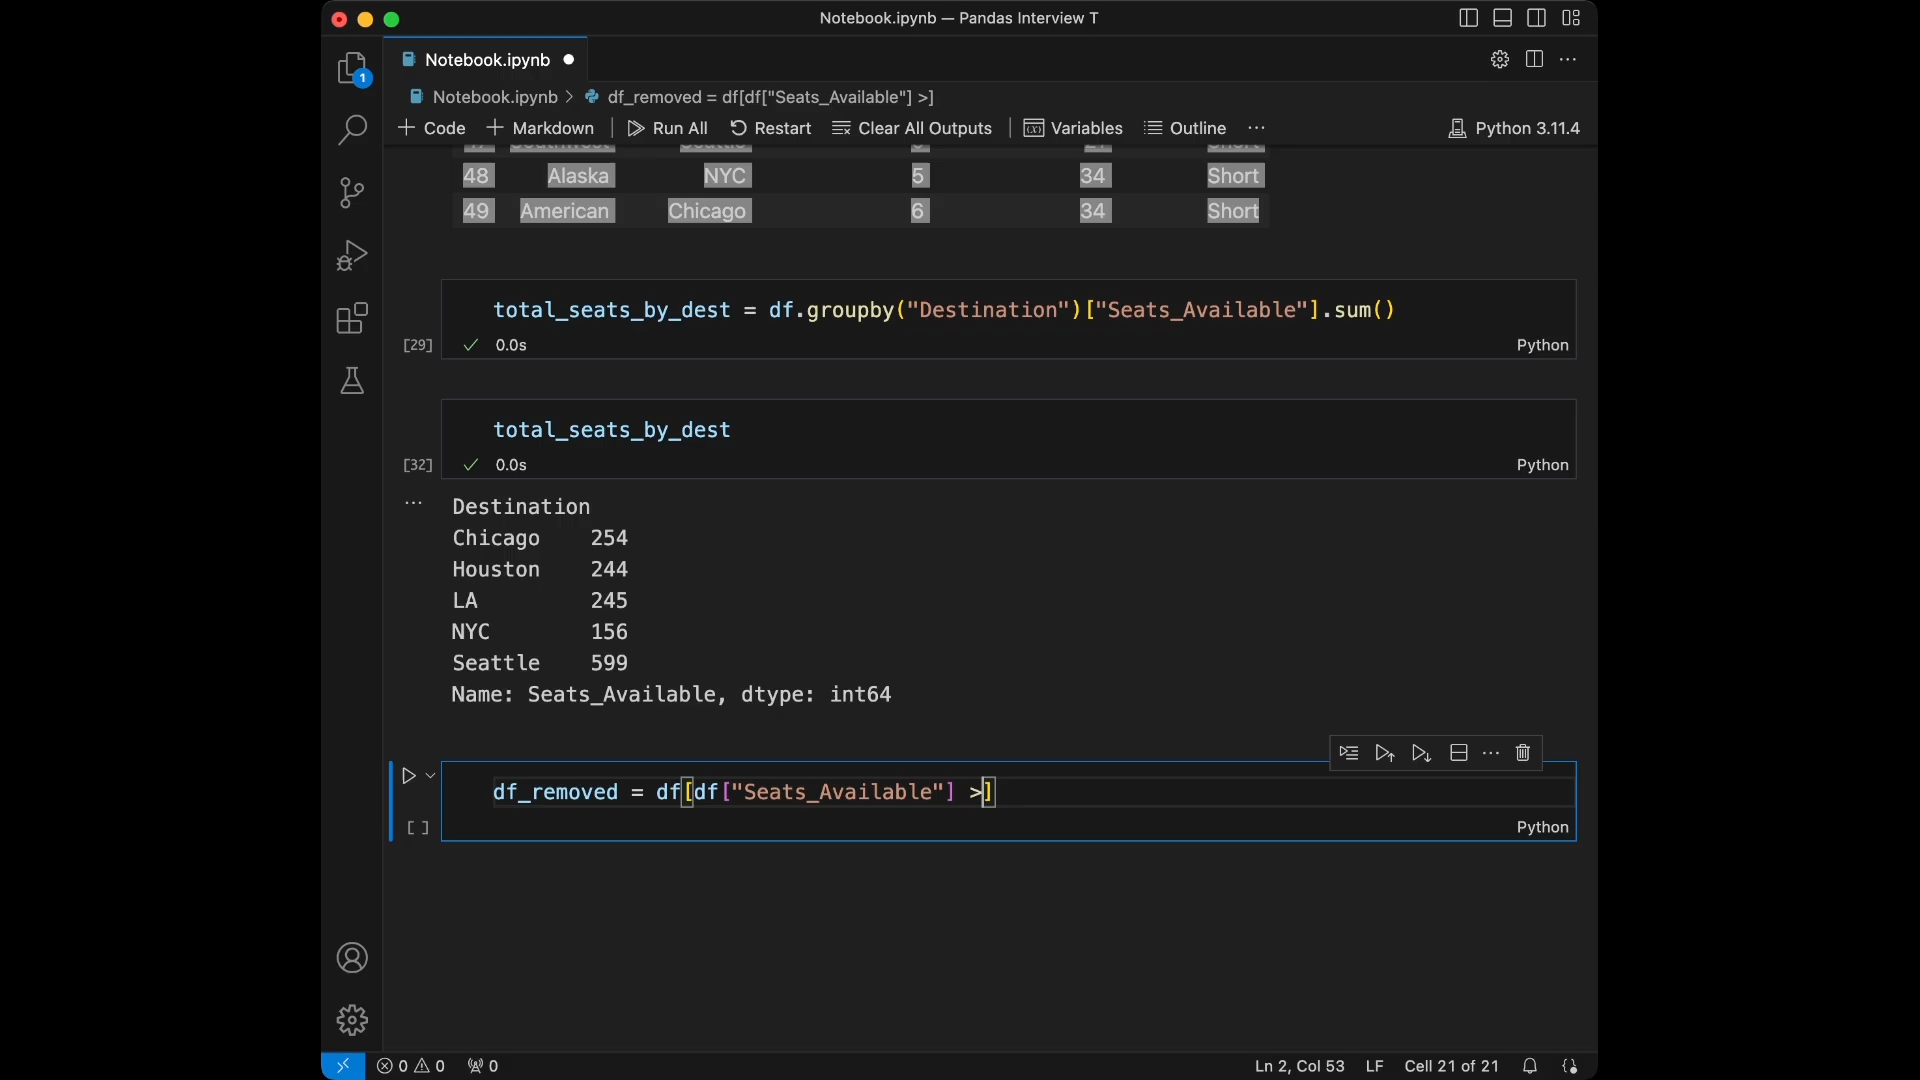 Notebook.ipynb — Pandas Interview T
1
Notebook.ipynb
Notebook.ipynb > df_removed = df[df["Seats_Available"] >]
+ Code + Markdown | Run All Restart Clear All Outputs | Variables Outline ... Python 3.11.4
48 Alaska NYC 5 34 Short
49 American Chicago 6 34 Short
total_seats_by_dest = df.groupby("Destination")["Seats_Available"].sum()
[29] ✓ 0.0s Python
total_seats_by_dest
[32] ✓ 0.0s Python
... Destination
Chicago 254
Houston 244
LA 245
NYC 156
Seattle 599
Name: Seats_Available, dtype: int64
df_removed = df[df["Seats_Available"] >]
[ ] Python
0 0 0 Ln 2, Col 53 LF Cell 21 of 21